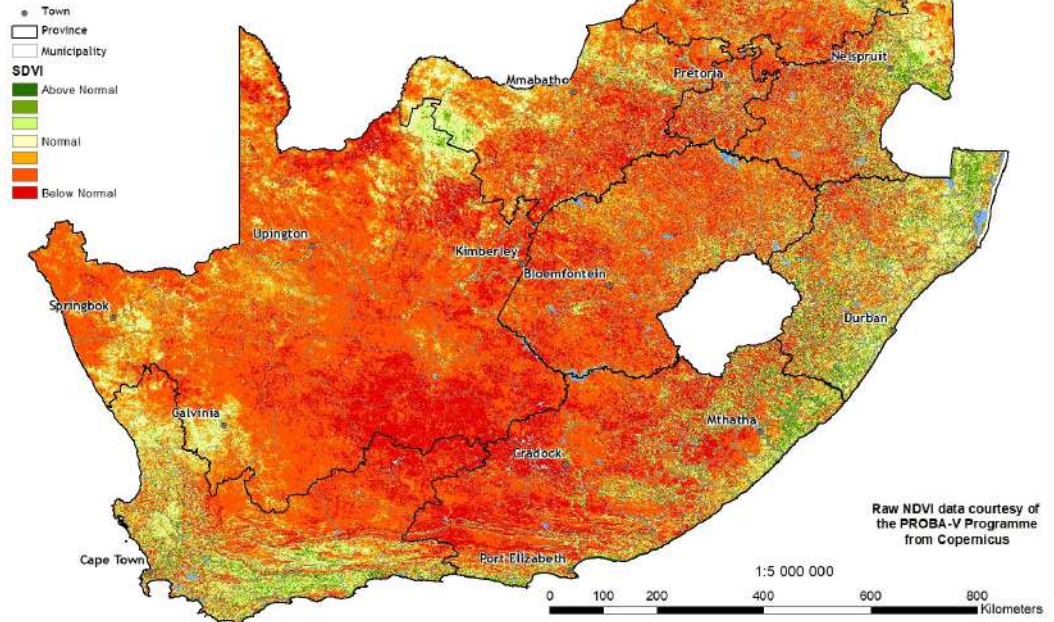 Town
Province
Municipality
SDVI
Above Normal
Normal
Below Normal
Nelspruit
Pretoria
Mmabatho
Upington
Kimberley
Bloemfontein
Springbok
Durban
Calvinia
Mthatha
Cradock
Cape Town
Port Elizabeth
Raw NDVI data courtesy of
the PROBA-V Programme
from Copernicus
1:5 000 000
0 100 200 400 600 800
Kilometers